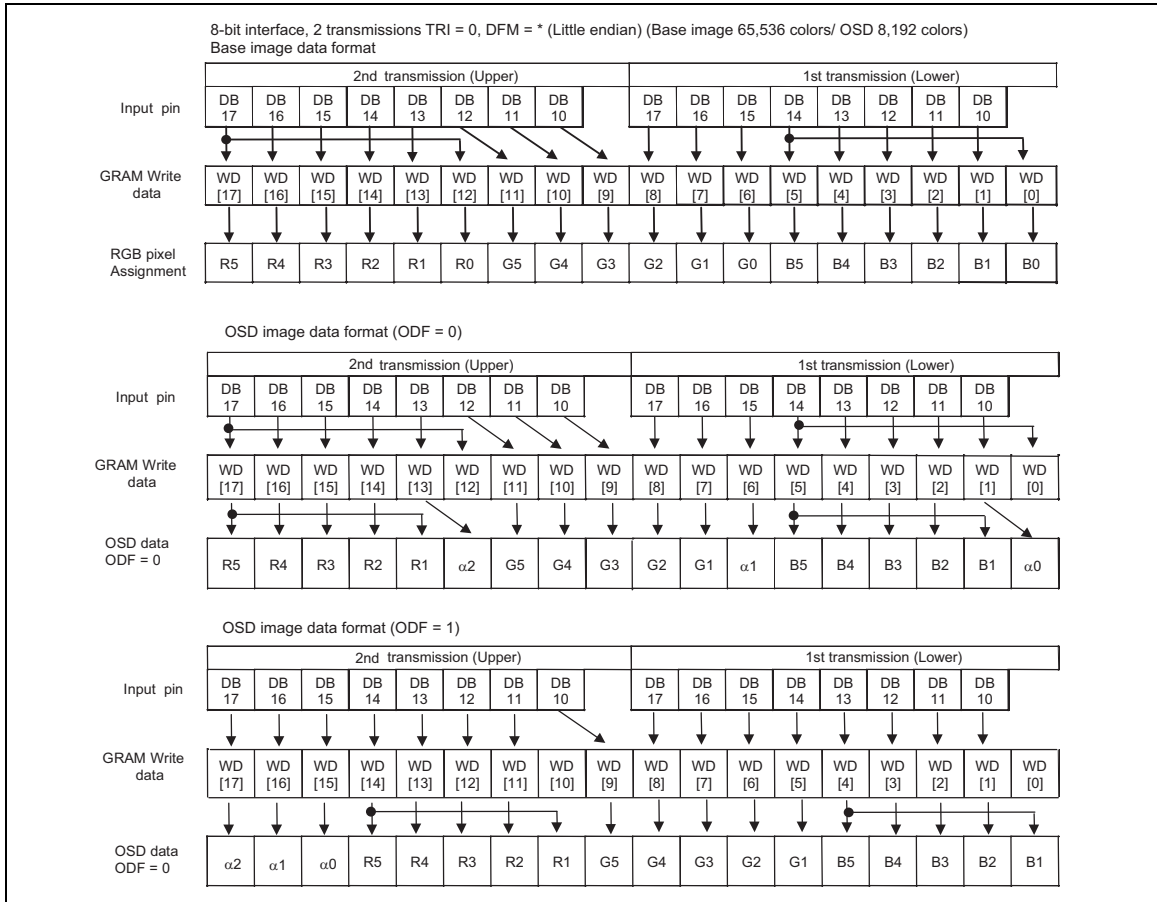 8-bit interface, 2 transmissions TRI = 0, DFM = * (Little endian) (Base image 65,536 colors/ OSD 8,192 colors)
Base image data format
2nd transmission (Upper) 1st transmission (Lower)
Input pin DB 17 DB 16 DB 15 DB 14 DB 13 DB 12 DB 11 DB 10 DB 17 DB 16 DB 15 DB 14 DB 13 DB 12 DB 11 DB 10
GRAM Write data WD [17] WD [16] WD [15] WD [14] WD [13] WD [12] WD [11] WD [10] WD [9] WD [8] WD [7] WD [6] WD [5] WD [4] WD [3] WD [2] WD [1] WD [0]
RGB pixel Assignment R5 R4 R3 R2 R1 R0 G5 G4 G3 G2 G1 G0 B5 B4 B3 B2 B1 B0
OSD image data format (ODF = 0)
2nd transmission (Upper) 1st transmission (Lower)
Input pin DB 17 DB 16 DB 15 DB 14 DB 13 DB 12 DB 11 DB 10 DB 17 DB 16 DB 15 DB 14 DB 13 DB 12 DB 11 DB 10
GRAM Write data WD [17] WD [16] WD [15] WD [14] WD [13] WD [12] WD [11] WD [10] WD [9] WD [8] WD [7] WD [6] WD [5] WD [4] WD [3] WD [2] WD [1] WD [0]
OSD data ODF = 0 R5 R4 R3 R2 R1 α2 G5 G4 G3 G2 G1 α1 B5 B4 B3 B2 B1 α0
OSD image data format (ODF = 1)
2nd transmission (Upper) 1st transmission (Lower)
Input pin DB 17 DB 16 DB 15 DB 14 DB 13 DB 12 DB 11 DB 10 DB 17 DB 16 DB 15 DB 14 DB 13 DB 12 DB 11 DB 10
GRAM Write data WD [17] WD [16] WD [15] WD [14] WD [13] WD [12] WD [11] WD [10] WD [9] WD [8] WD [7] WD [6] WD [5] WD [4] WD [3] WD [2] WD [1] WD [0]
OSD data ODF = 0 α2 α1 α0 R5 R4 R3 R2 R1 G5 G4 G3 G2 G1 B5 B4 B3 B2 B1